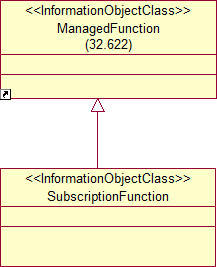 <<InformationObjectClass>>
ManagedFunction
(32.622)
<<InformationObjectClass>>
SubscriptionFunction